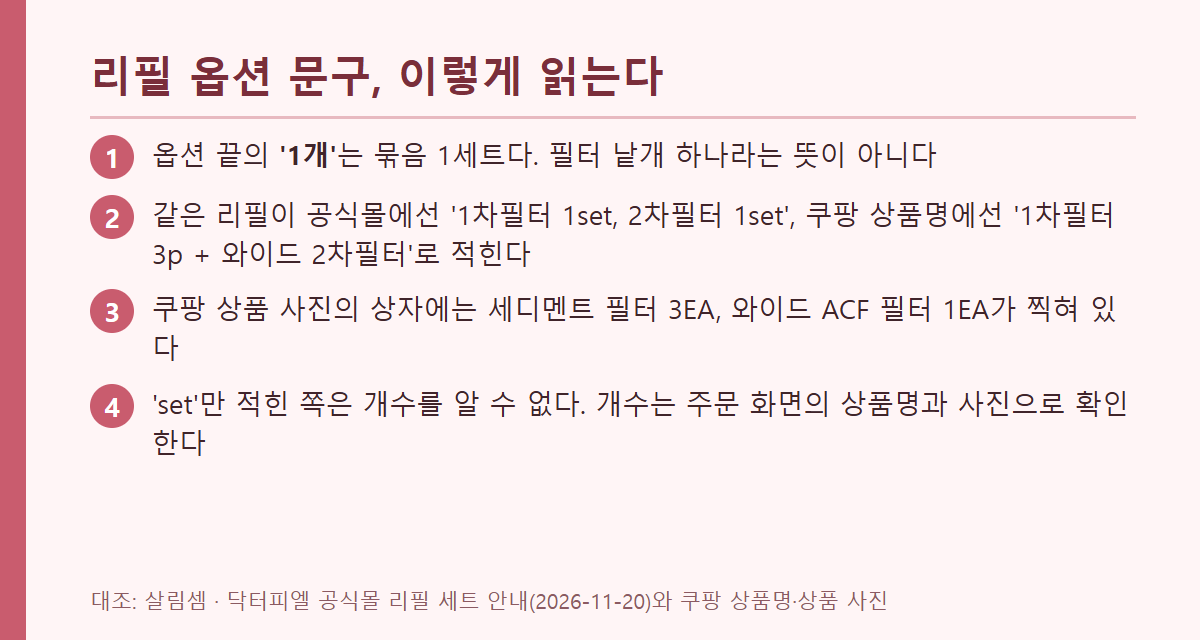 리필 옵션 문구, 이렇게 읽는다
1 옵션 끝의 '1개'는 묶음 1세트다. 필터 낱개 하나라는 뜻이 아니다
2 같은 리필이 공식몰에선 '1차필터 1set, 2차필터 1set', 쿠팡 상품명에선 '1차필터
3p + 와이드 2차필터'로 적힌다
3 쿠팡 상품 사진의 상자에는 세디멘트 필터 3EA, 와이드 ACF 필터 1EA가 찍혀 있
다
4 'set'만 적힌 쪽은 개수를 알 수 없다. 개수는 주문 화면의 상품명과 사진으로 확인
한다
대조: 살림셈 · 닥터피엘 공식몰 리필 세트 안내(2026-11-20)와 쿠팡 상품명·상품 사진